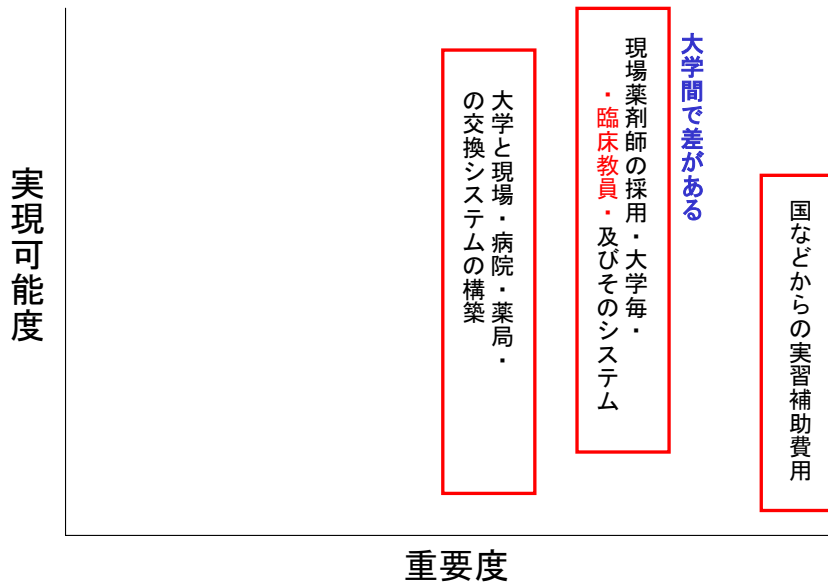 実現可能度
大学と現場・病院・薬局・
の交換システムの構築
現場薬剤師の採用・大学毎・
・臨床教員・及びそのシステム
大学間で差がある
国などからの実習補助費用
重要度